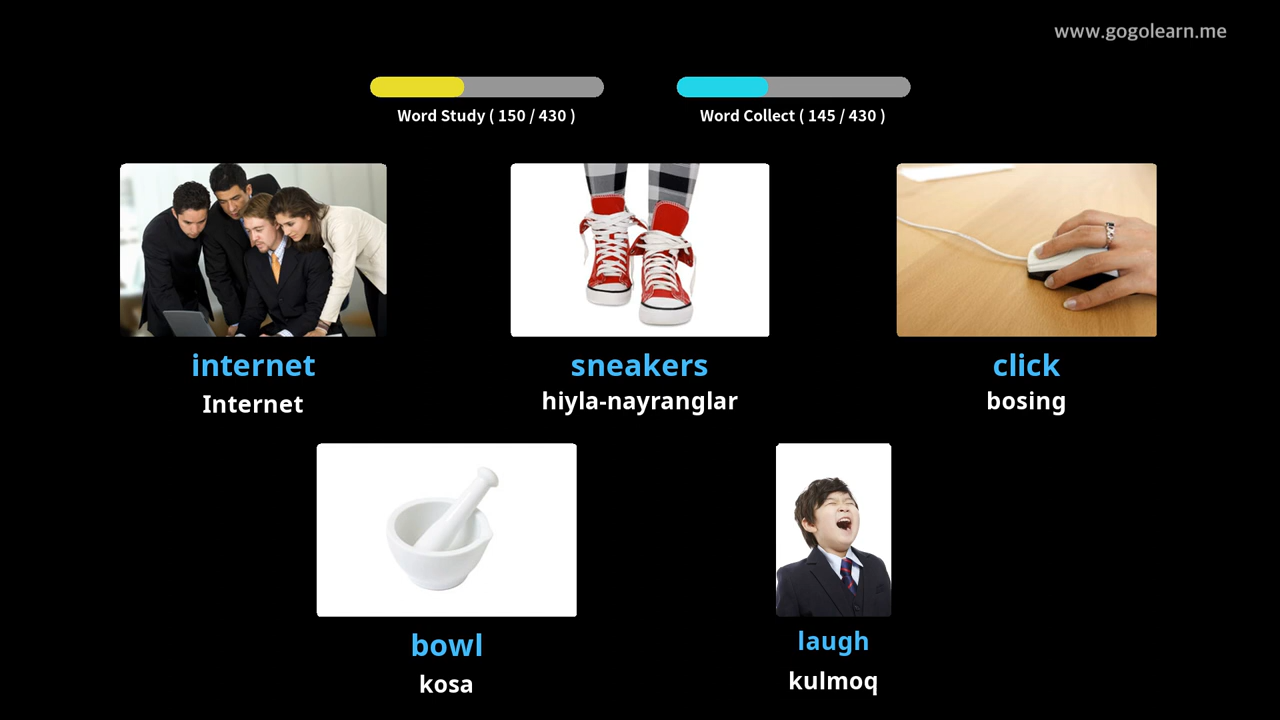 www.gogolearn.me
Word Study ( 150 / 430 )
Word Collect ( 145 / 430 )
internet
Internet
sneakers
hiyla-nayranglar
click
bosing
bowl
kosa
laugh
kulmoq